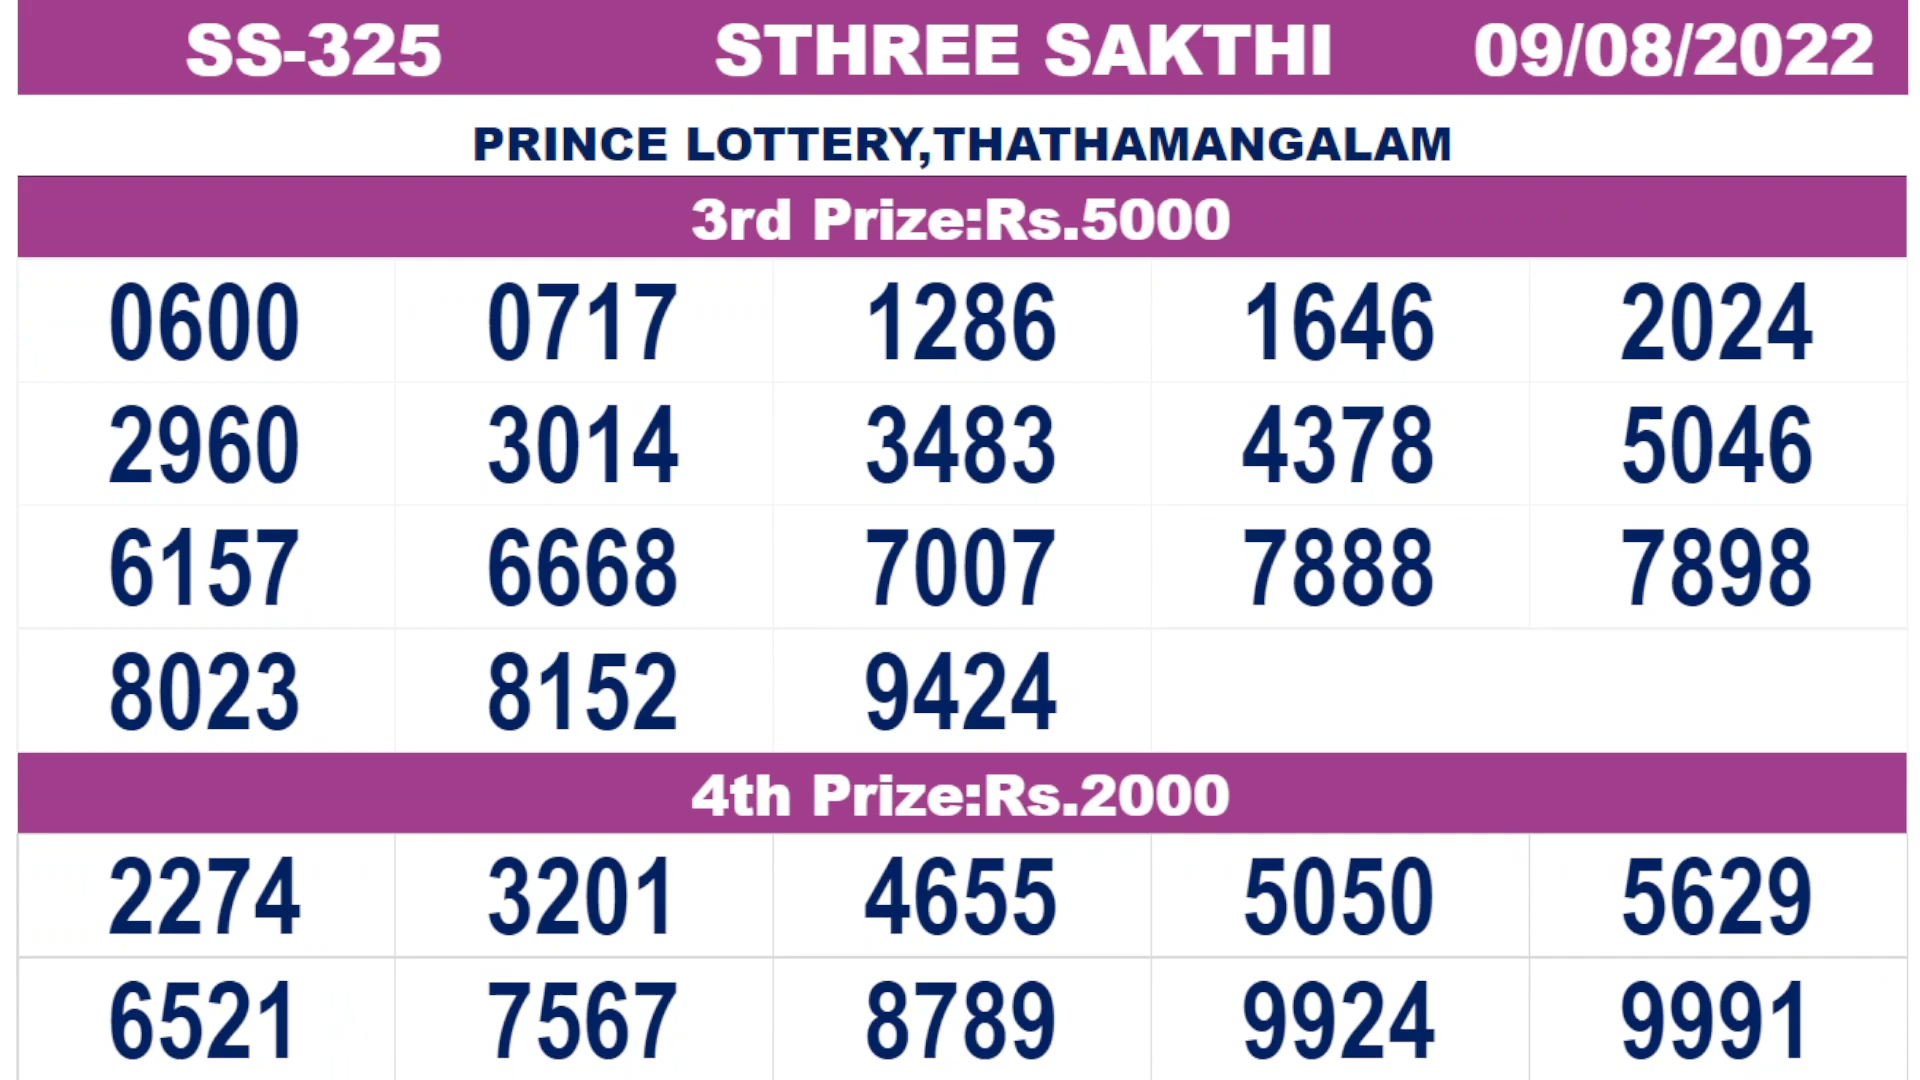 SS-325 STHREE SAKTHI 09/08/2022
PRINCE LOTTERY,THATHAMANGALAM
3rd Prize:Rs.5000
0600 0717 1286 1646 2024
2960 3014 3483 4378 5046
6157 6668 7007 7888 7898
8023 8152 9424
4th Prize:Rs.2000
2274 3201 4655 5050 5629
6521 7567 8789 9924 9991